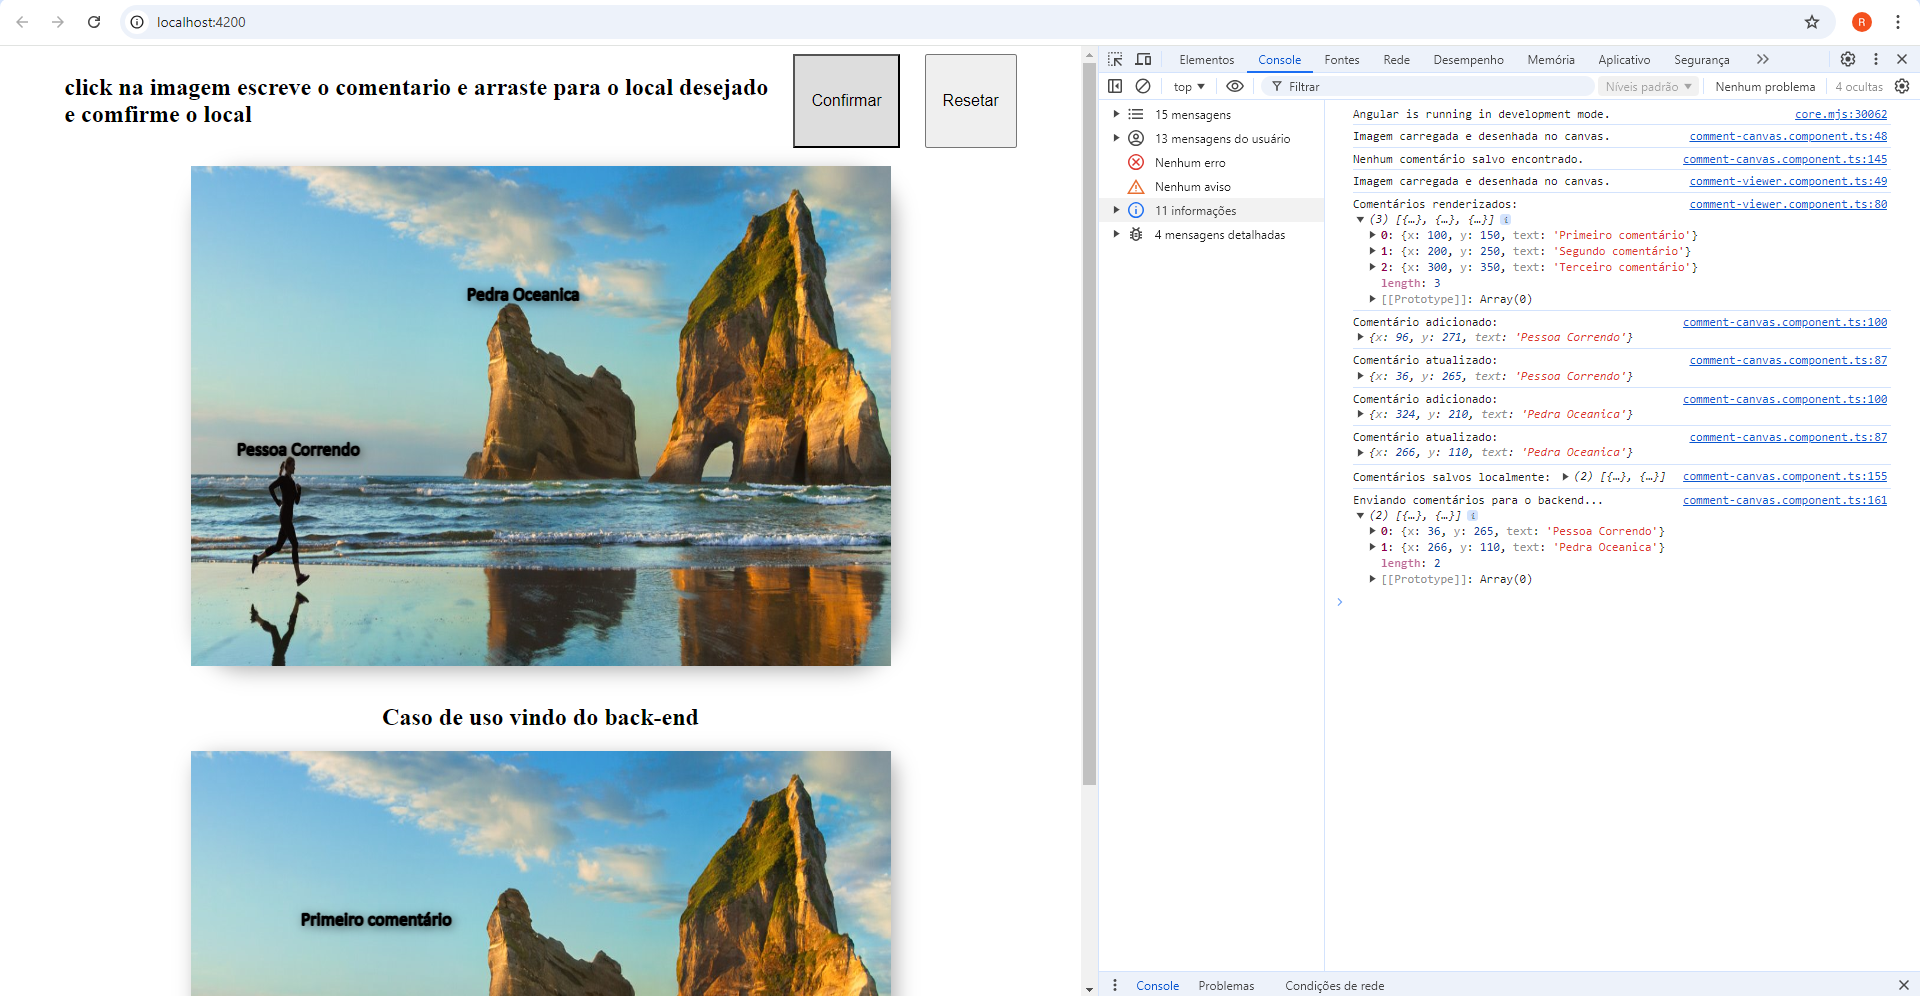 localhost:4200
R
click na imagem escreve o comentario e arraste para o local desejado
e comfirme o local
Confirmar
Resetar
Pedra Oceanica
Pessoa Correndo
Caso de uso vindo do back-end
Primeiro comentário
Elementos Console Fontes Rede Desempenho Memória Aplicativo Segurança
top Filtrar Níveis padrão Nenhum problema 4 ocultas
15 mensagens
13 mensagens do usuário
Nenhum erro
Nenhum aviso
11 informações
4 mensagens detalhadas
Angular is running in development mode. core.mjs:30062
Imagem carregada e desenhada no canvas. comment-canvas.component.ts:48
Nenhum comentário salvo encontrado. comment-canvas.component.ts:145
Imagem carregada e desenhada no canvas. comment-viewer.component.ts:49
Comentários renderizados: comment-viewer.component.ts:80
(3) [{…}, {…}, {…}] i
0: {x: 100, y: 150, text: 'Primeiro comentário'}
1: {x: 200, y: 250, text: 'Segundo comentário'}
2: {x: 300, y: 350, text: 'Terceiro comentário'}
length: 3
[[Prototype]]: Array(0)
Comentário adicionado: comment-canvas.component.ts:100
{x: 96, y: 271, text: 'Pessoa Correndo'}
Comentário atualizado: comment-canvas.component.ts:87
{x: 36, y: 265, text: 'Pessoa Correndo'}
Comentário adicionado: comment-canvas.component.ts:100
{x: 324, y: 210, text: 'Pedra Oceanica'}
Comentário atualizado: comment-canvas.component.ts:87
{x: 266, y: 110, text: 'Pedra Oceanica'}
Comentários salvos localmente: (2) [{…}, {…}] comment-canvas.component.ts:155
Enviando comentários para o backend... comment-canvas.component.ts:161
(2) [{…}, {…}] i
0: {x: 36, y: 265, text: 'Pessoa Correndo'}
1: {x: 266, y: 110, text: 'Pedra Oceanica'}
length: 2
[[Prototype]]: Array(0)
Console Problemas Condições de rede